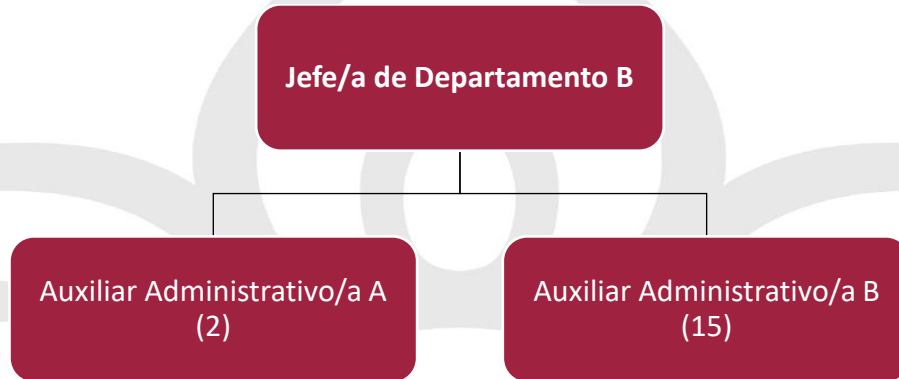 Jefe/a de Departamento B
Auxiliar Administrativo/a A
(2)
Auxiliar Administrativo/a B
(15)